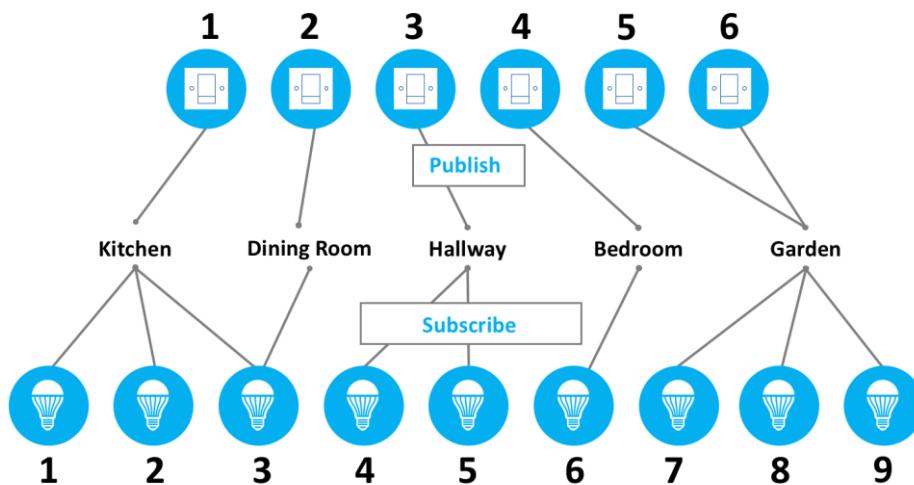 1 2 3 4 5 6
Publish
Kitchen Dining Room Hallway Bedroom Garden
Subscribe
1 2 3 4 5 6 7 8 9